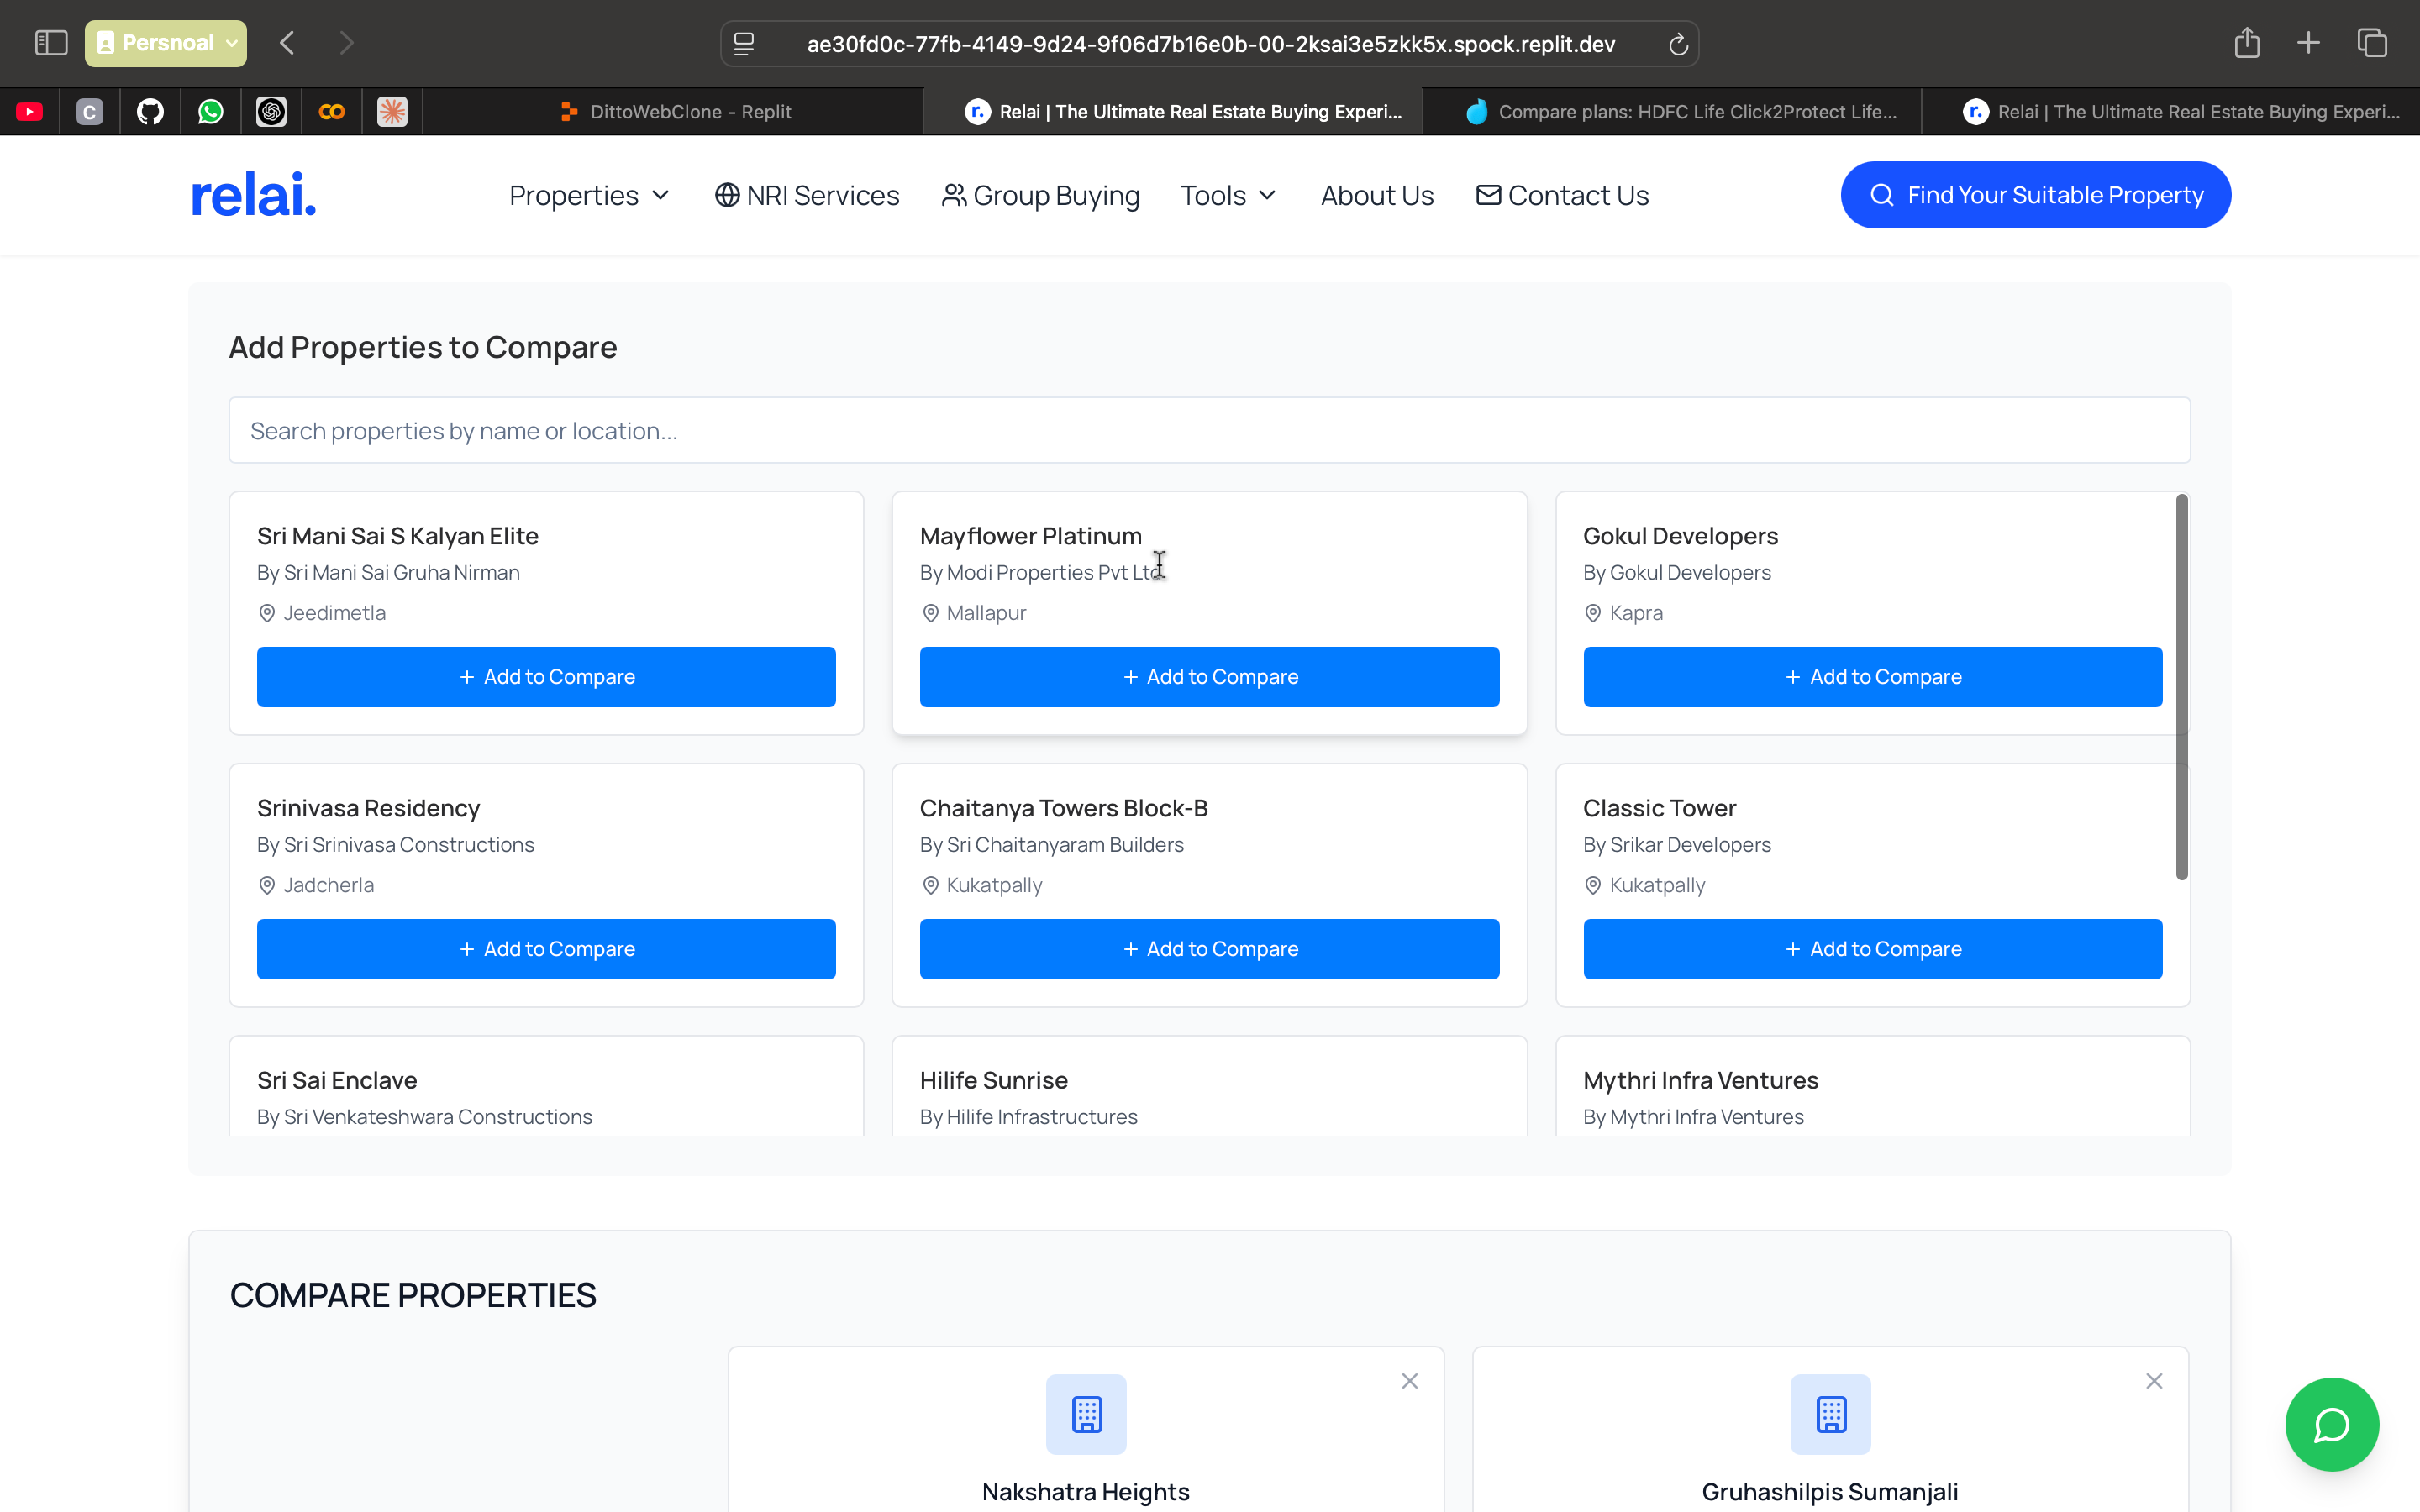 Persnoal
ae30fd0c-77fb-4149-9d24-9f06d7b16e0b-00-2ksai3e5zkk5x.spock.replit.dev
C
DittoWebClone - Replit
r. Relai | The Ultimate Real Estate Buying Experi...
Compare plans: HDFC Life Click2Protect Life...
r. Relai | The Ultimate Real Estate Buying Experi...
relai.
Properties
NRI Services
Group Buying
Tools
About Us
Contact Us
Find Your Suitable Property
Add Properties to Compare
Search properties by name or location...
Sri Mani Sai S Kalyan Elite
By Sri Mani Sai Gruha Nirman
Jeedimetla
+ Add to Compare
Mayflower Platinum
By Modi Properties Pvt Ltd
Mallapur
+ Add to Compare
Gokul Developers
By Gokul Developers
Kapra
+ Add to Compare
Srinivasa Residency
By Sri Srinivasa Constructions
Jadcherla
+ Add to Compare
Chaitanya Towers Block-B
By Sri Chaitanyaram Builders
Kukatpally
+ Add to Compare
Classic Tower
By Srikar Developers
Kukatpally
+ Add to Compare
Sri Sai Enclave
By Sri Venkateshwara Constructions
Hilife Sunrise
By Hilife Infrastructures
Mythri Infra Ventures
By Mythri Infra Ventures
COMPARE PROPERTIES
Nakshatra Heights
Gruhashilpis Sumanjali